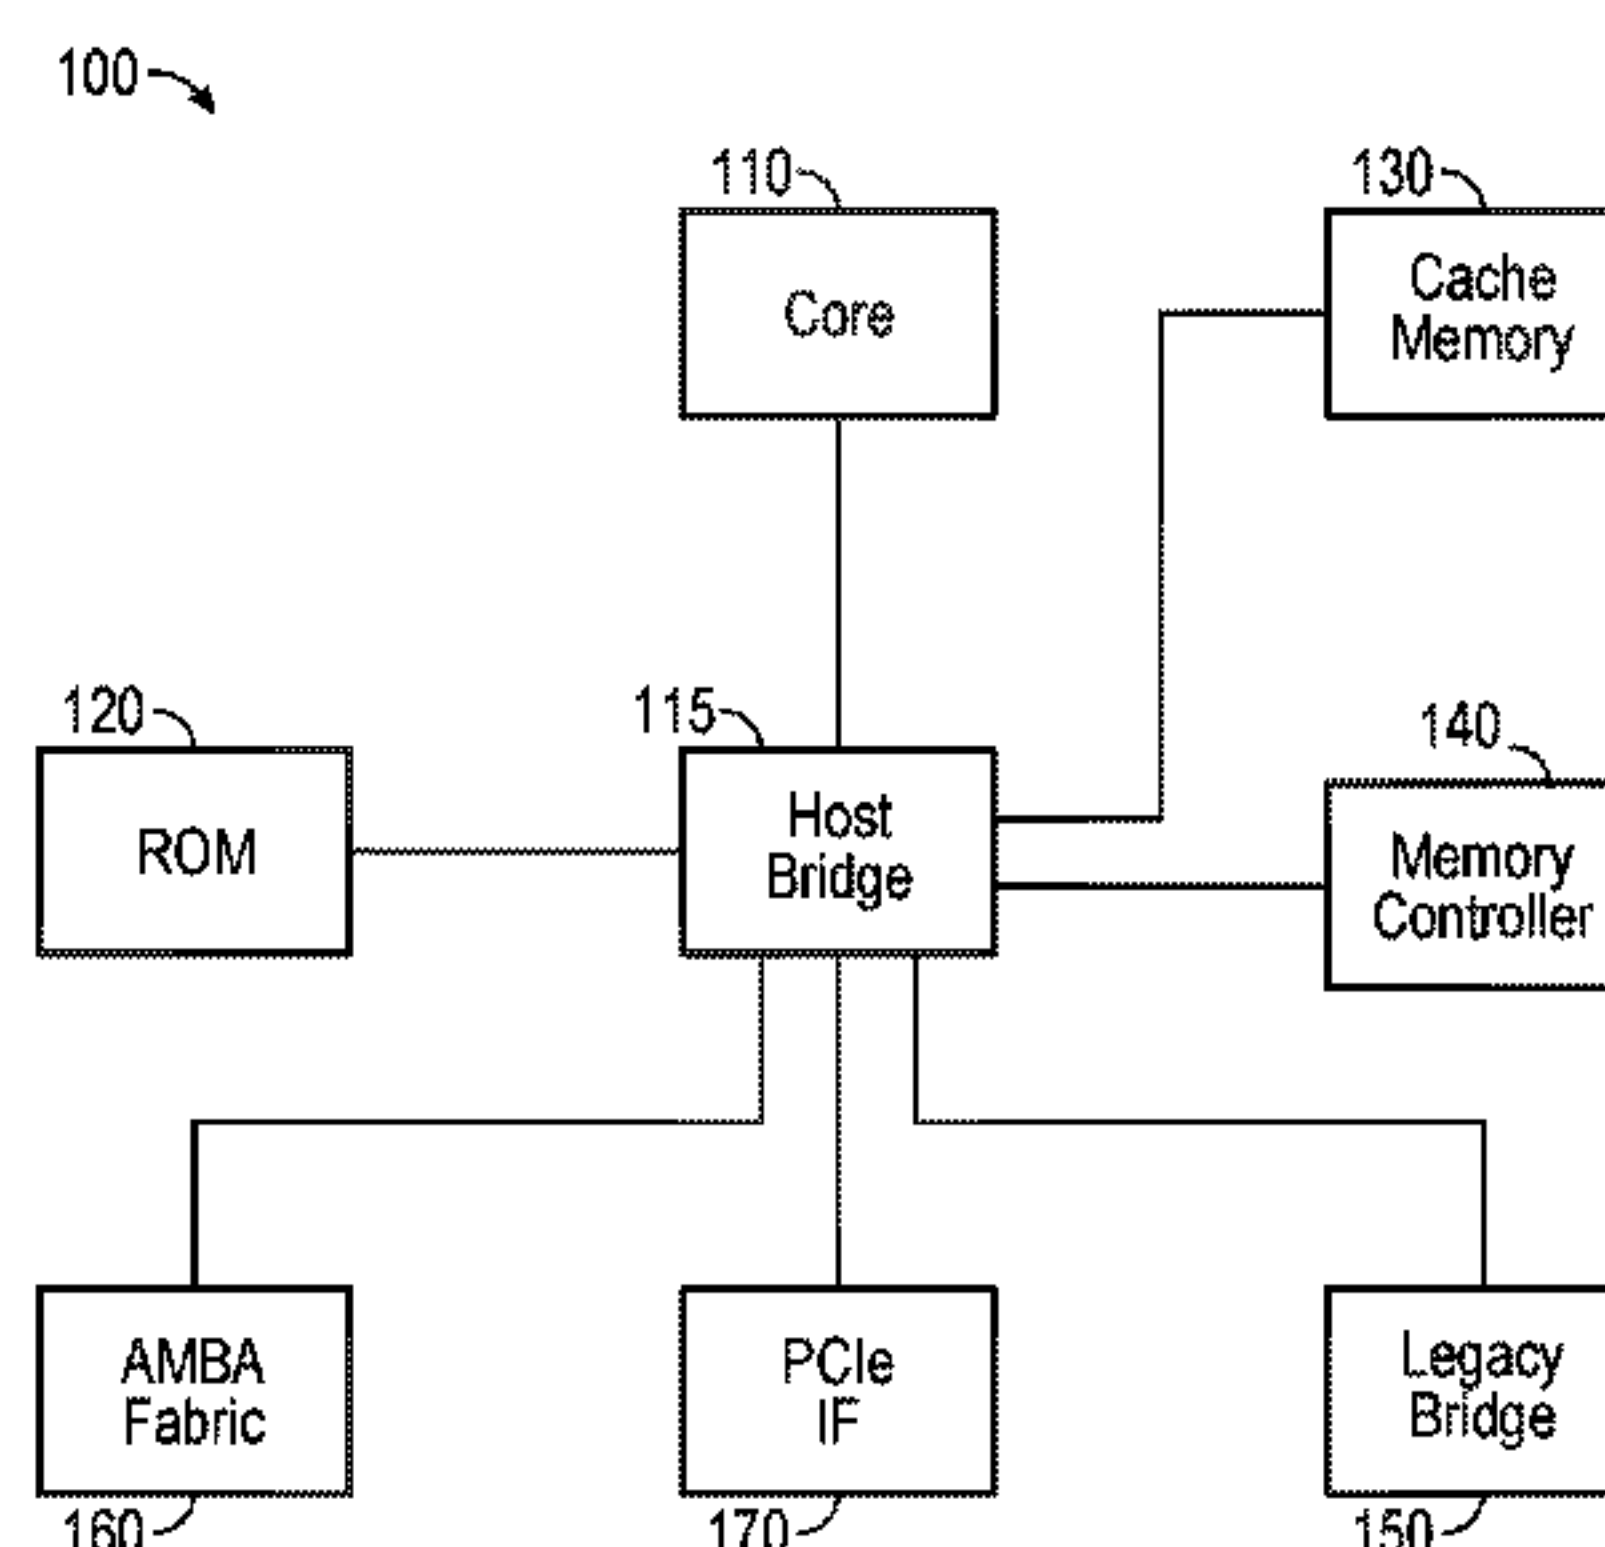 100
110
130
Core
Cache
Memory
120
115
140
ROM
Host
Bridge
Memory
Controller
AMBA
Fabric
PCIe
IF
Legacy
Bridge
160
170
150